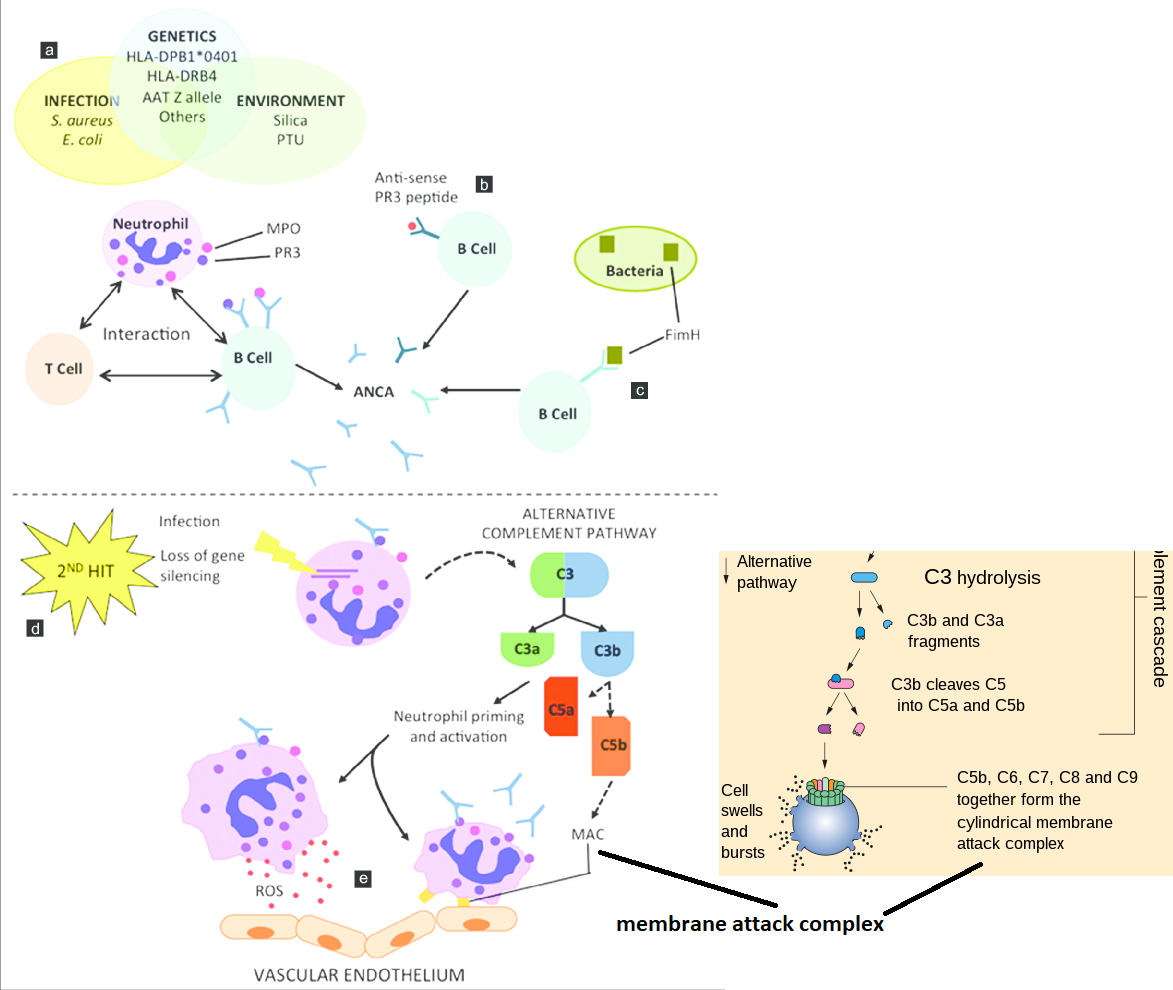 a
GENETICS
HLA-DPB1*0401
HLA-DRB4
AAT Z allele
Others
INFECTION
S. aureus
E. coli
ENVIRONMENT
Silica
PTU
Anti-sense
PR3 peptide
b
Neutrophil
MPO
PR3
B Cell
Bacteria
FimH
Interaction
T Cell
B Cell
ANCA
c
B Cell
2ND HIT
d
Infection
Loss of gene
silencing
ALTERNATIVE
COMPLEMENT PATHWAY
C3
C3a
C3b
C5a
C5b
Neutrophil priming
and activation
MAC
ROS
e
VASCULAR ENDOTHELIUM
Alternative
pathway
C3 hydrolysis
C3b and C3a
fragments
C3b cleaves C5
into C5a and C5b
cascade
Cell
swells
and
bursts
C5b, C6, C7, C8 and C9
together form the
cylindrical membrane
attack complex
membrane attack complex